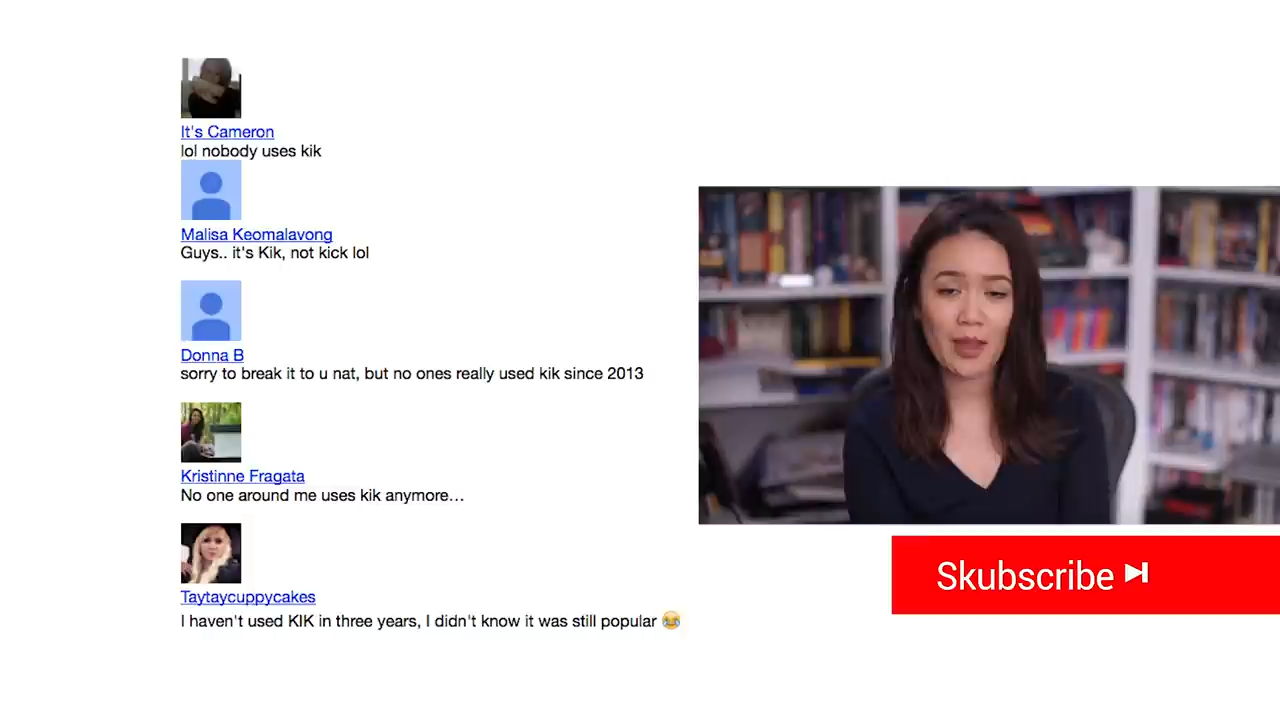 It's Cameron
lol nobody uses kik
Malisa Keomalavong
Guys.. it's Kik, not kick lol
Donna B
sorry to break it to u nat, but no ones really used kik since 2013
Kristinne Fragata
No one around me uses kik anymore…
Taytaycuppycakes
I haven't used KIK in three years, I didn't know it was still popular 😂
Skubscribe